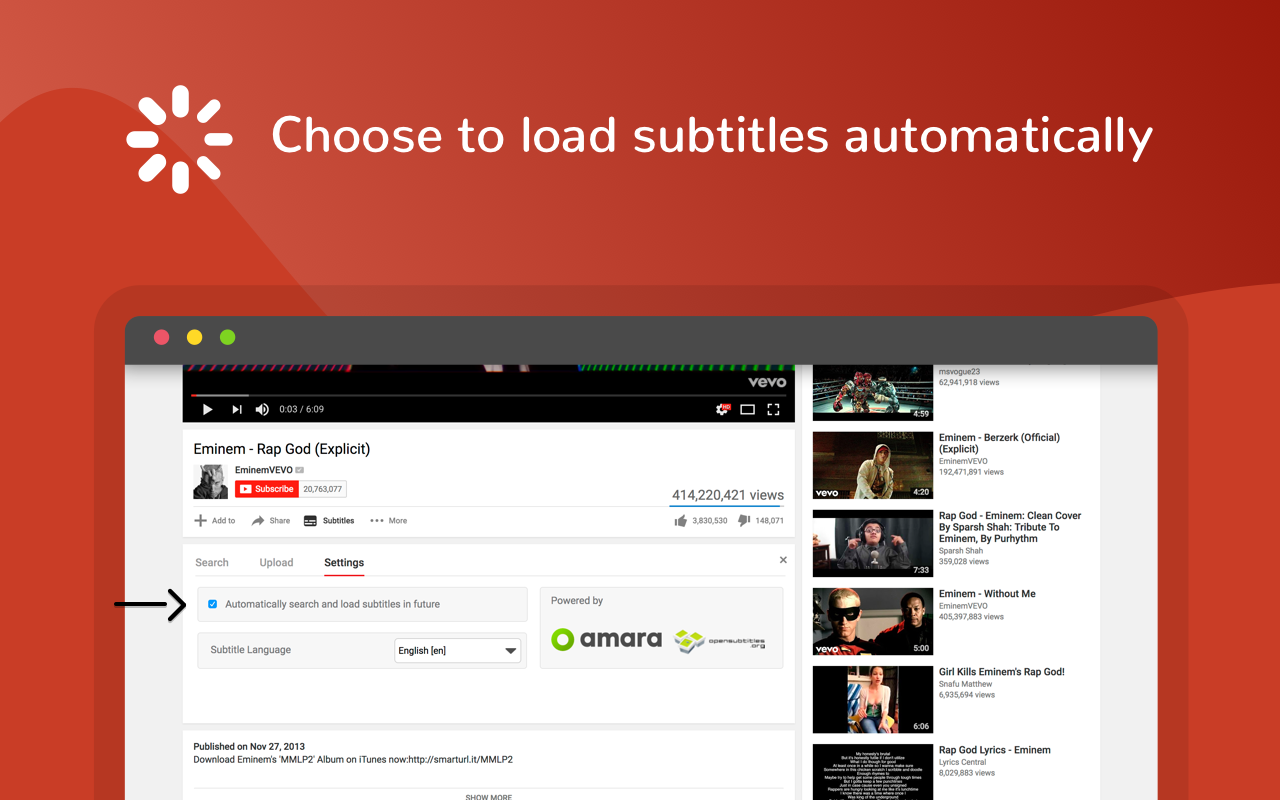 Choose to load subtitles automatically
vevo
0:03 / 6:09
HD
Eminem - Rap God (Explicit)
EminemVEVO
Subscribe 20,763,077
414,220,421 views
Add to Share Subtitles More
3,830,530 148,071
Search Upload Settings
Automatically search and load subtitles in future
Subtitle Language English [en]
Powered by
amara opensubtitles.org
Published on Nov 27, 2013
Download Eminem's 'MMLP2' Album on iTunes now:http://smarturl.it/MMLP2
SHOW MORE
msvogue23
62,941,918 views
4:59
Eminem - Berzerk (Official)
(Explicit)
EminemVEVO
192,471,891 views
vevo 4:20
Rap God - Eminem: Clean Cover
By Sparsh Shah: Tribute To
Eminem, By Purhythm
Sparsh Shah
359,028 views
7:33
Eminem - Without Me
EminemVEVO
405,397,883 views
vevo 5:00
Girl Kills Eminem's Rap God!
Snafu Matthew
6,935,694 views
6:06
Rap God Lyrics - Eminem
Lyrics Central
8,029,883 views